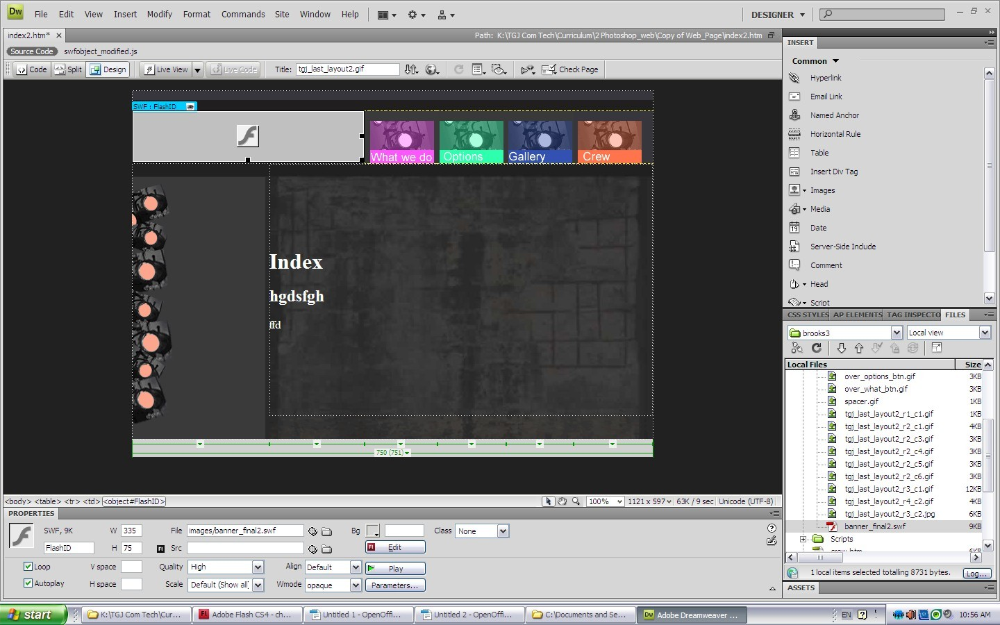 Dw File Edit View Insert Modify Format Commands Site Window Help DESIGNER
index2.htm* Path: K:\TGJ Com Tech\Curriculum\2 Photoshop_web\Copy of Web_Page\index2.htm
Source Code swfobject_modified.js
Code Split Design Live View Live Code Title: tgj_last_layout2.gif Check Page
SWF : FlashID
What we do Options Gallery Crew
Index
hgdsfgh
ffd
750 (751)
<body> <table> <tr> <td> <object#FlashID> 100% 1121 x 597 63K / 9 sec Unicode (UTF-8)
PROPERTIES
SWF, 9K W 335 File images/banner_final2.swf Bg Class None
FlashID H 75 Src Edit
Loop V space Quality High Align Default Play
Autoplay H space Scale Default (Show all) Wmode opaque Parameters...
INSERT
Common
Hyperlink
Email Link
Named Anchor
Horizontal Rule
Table
Insert Div Tag
Images
Media
Date
Server-Side Include
Comment
Head
Script
CSS STYLES AP ELEMENTS TAG INSPECTO FILES
brooks3 Local view
Local Files Size
over_options_btn.gif 3KB
over_what_btn.gif 3KB
spacer.gif 1KB
tgj_last_layout2_r1_c1.gif 1KB
tgj_last_layout2_r2_c1.gif 4KB
tgj_last_layout2_r2_c3.gif 3KB
tgj_last_layout2_r2_c4.gif 3KB
tgj_last_layout2_r2_c5.gif 3KB
tgj_last_layout2_r2_c6.gif 3KB
tgj_last_layout2_r3_c1.gif 12KB
tgj_last_layout2_r4_c2.gif 4KB
tgj_last_layout2_r3_c2.jpg 6KB
banner_final2.swf 9KB
Scripts
crew.htm 6KB
1 local items selected totalling 8731 bytes. Log...
ASSETS
start K:\TGJ Com Tech\Cur... Adobe Flash CS4 - ch... Untitled 1 - OpenOffi... Untitled 2 - OpenOffi... C:\Documents and Se... Adobe Dreamweaver ... EN 10:56 AM